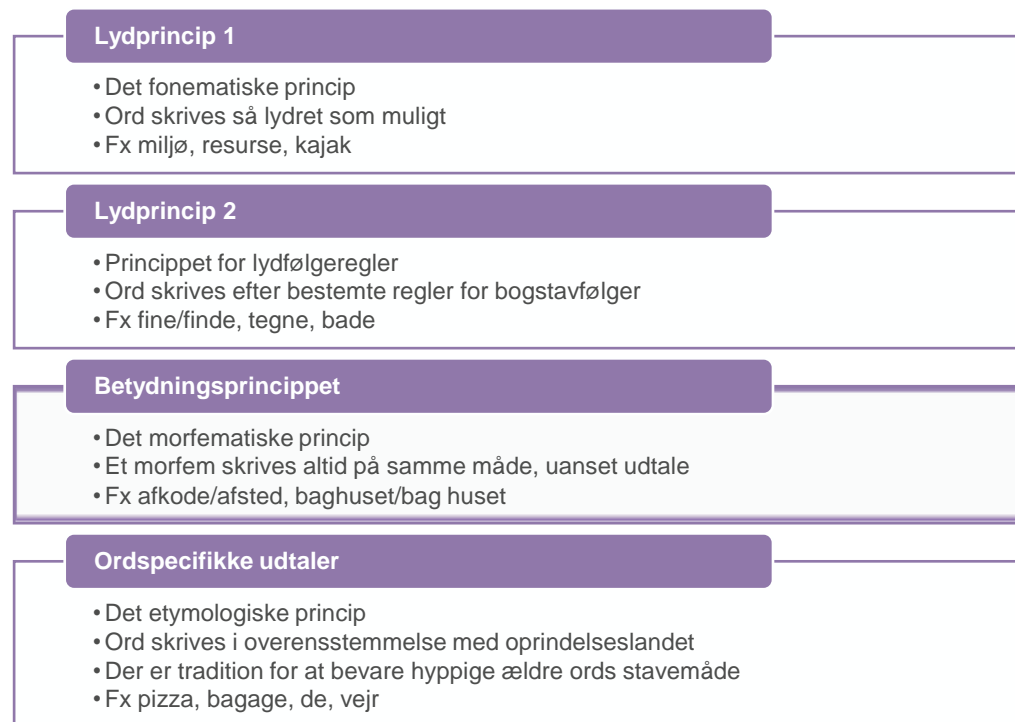 Lydprincip 1
• Det fonematiske princip
• Ord skrives så lydret som muligt
• Fx miljø, resurse, kajak
Lydprincip 2
• Princippet for lydfølgeregler
• Ord skrives efter bestemte regler for bogstavfølger
• Fx fine/finde, tegne, bade
Betydningsprincippet
• Det morfematiske princip
• Et morfem skrives altid på samme måde, uanset udtale
• Fx afkode/afsted, baghuset/bag huset
Ordspecifikke udtaler
• Det etymologiske princip
• Ord skrives i overensstemmelse med oprindelseslandet
• Der er tradition for at bevare hyppige ældre ords stavemåde
• Fx pizza, bagage, de, vejr